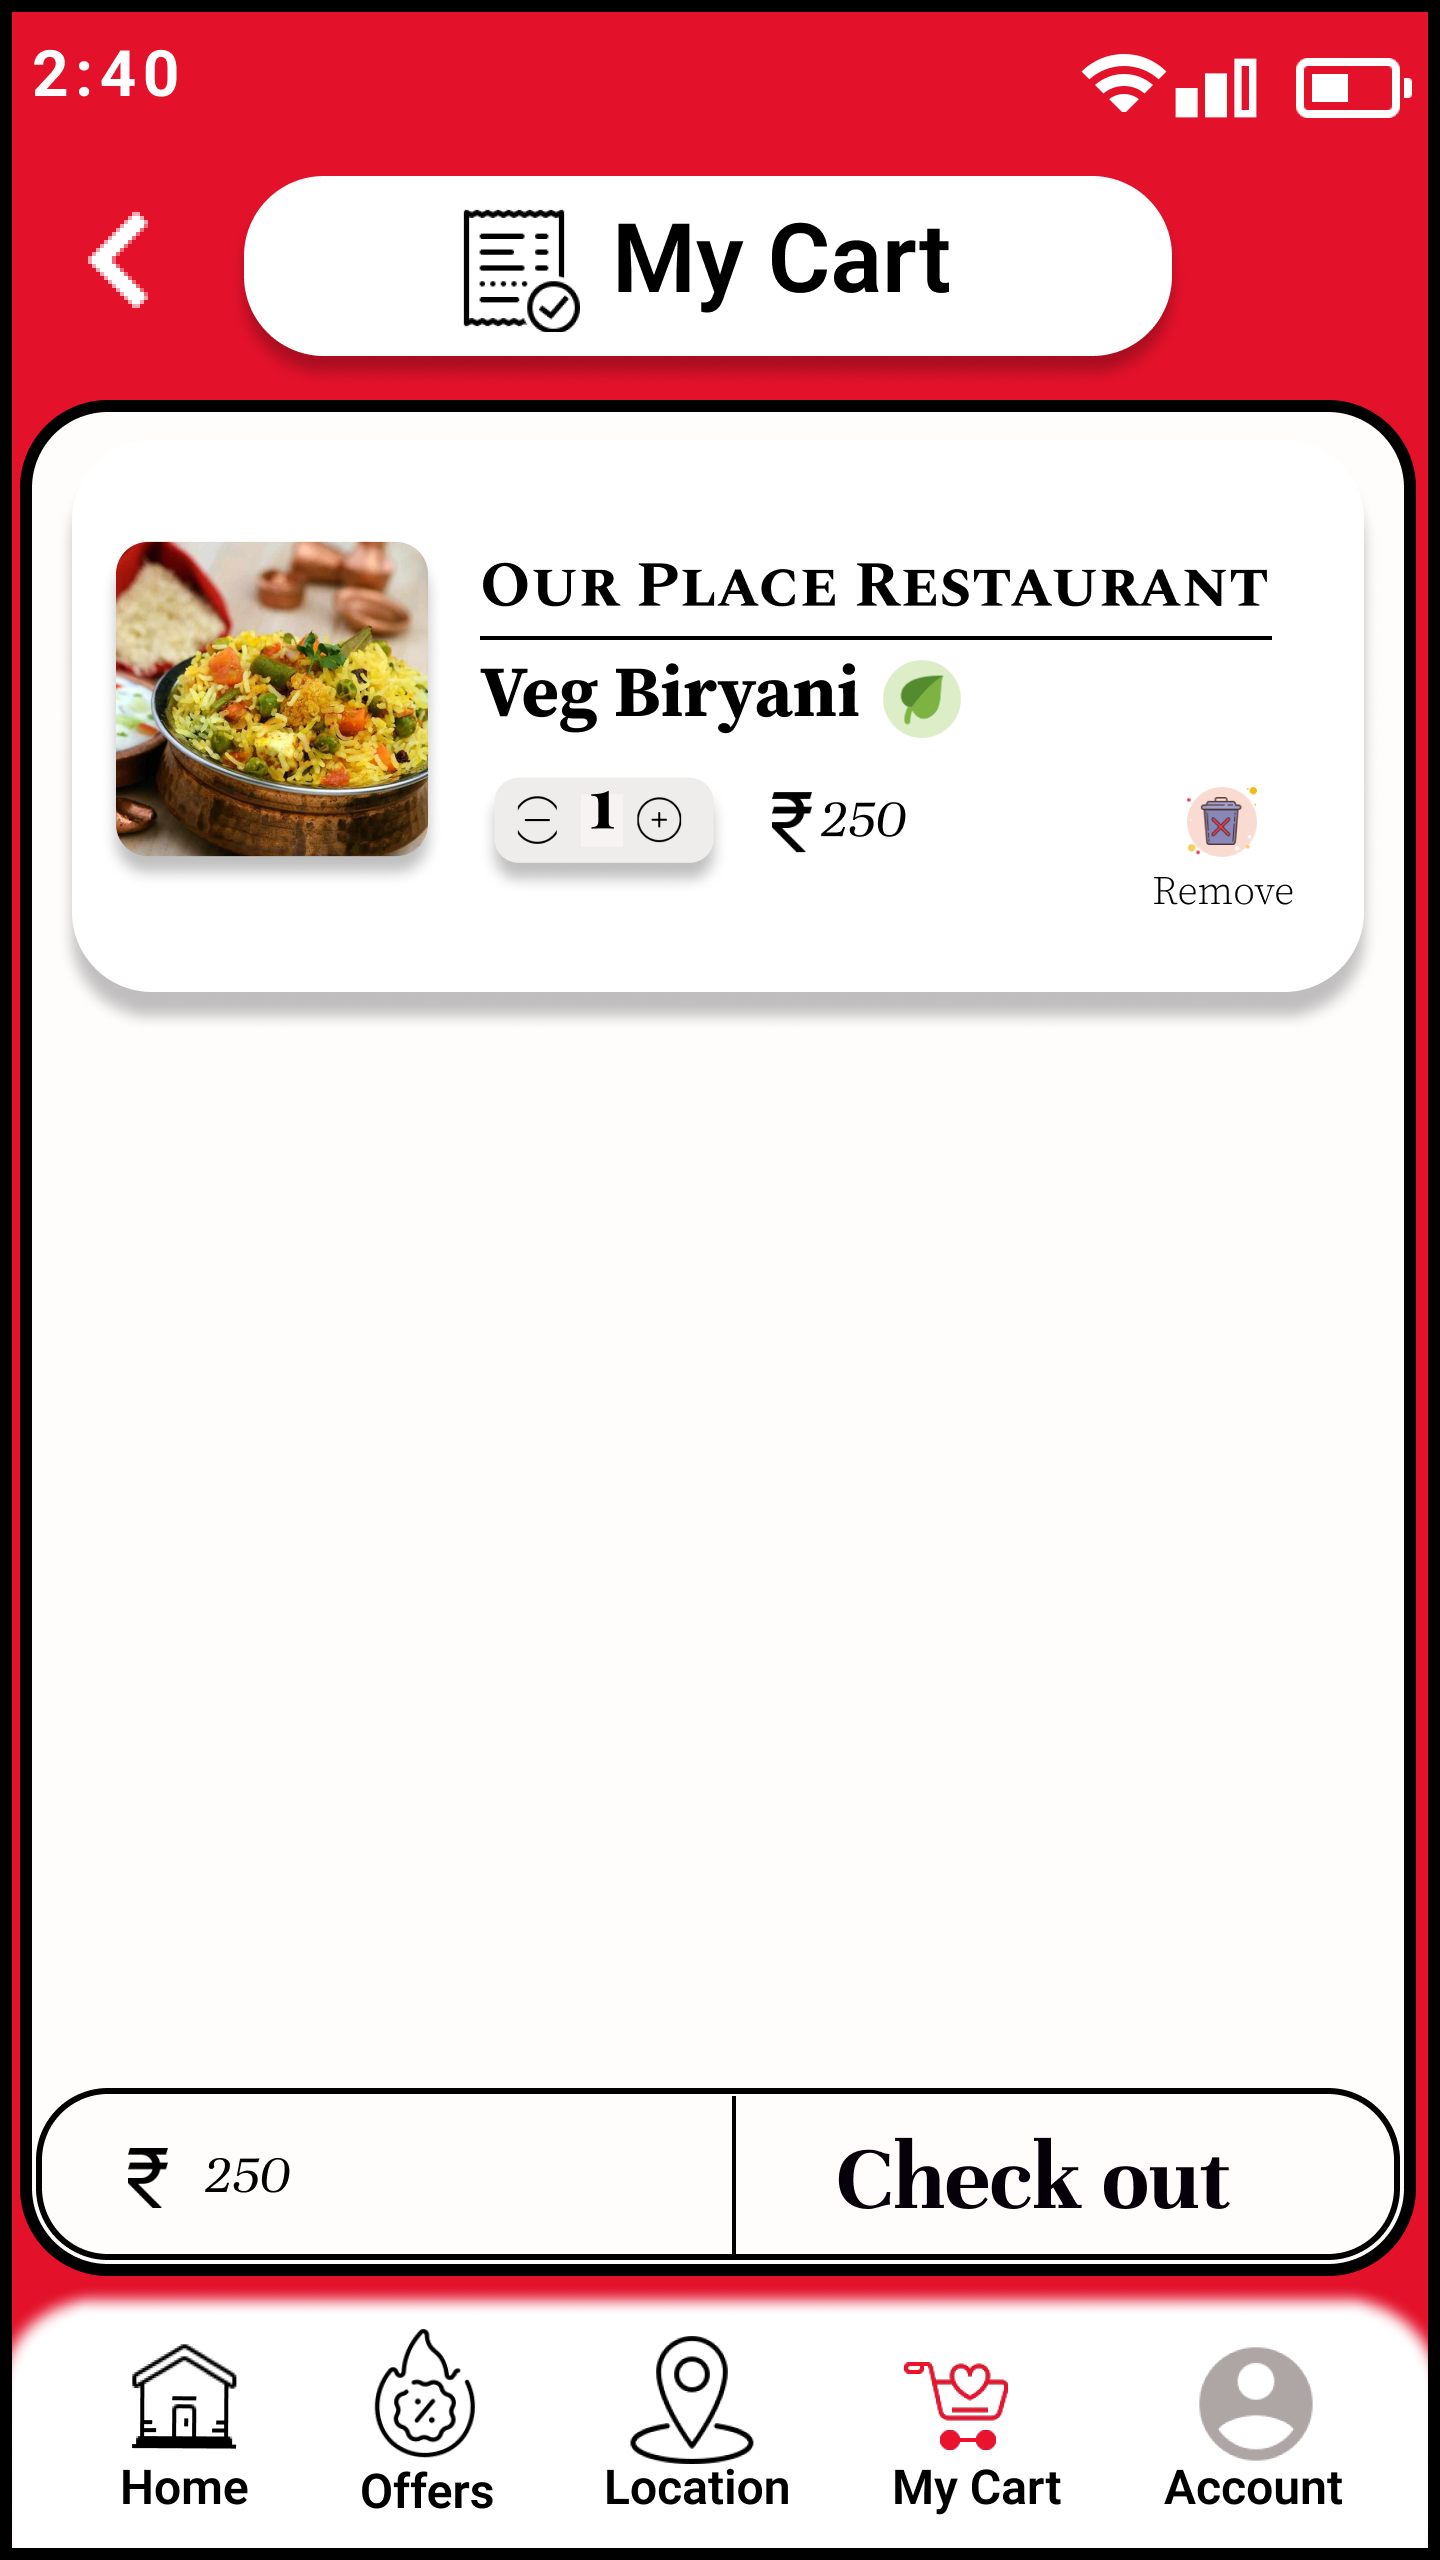 2:40
My Cart
Our Place Restaurant
Veg Biryani
1 ₹ 250
Remove
₹ 250 Check out
Home Offers Location My Cart Account